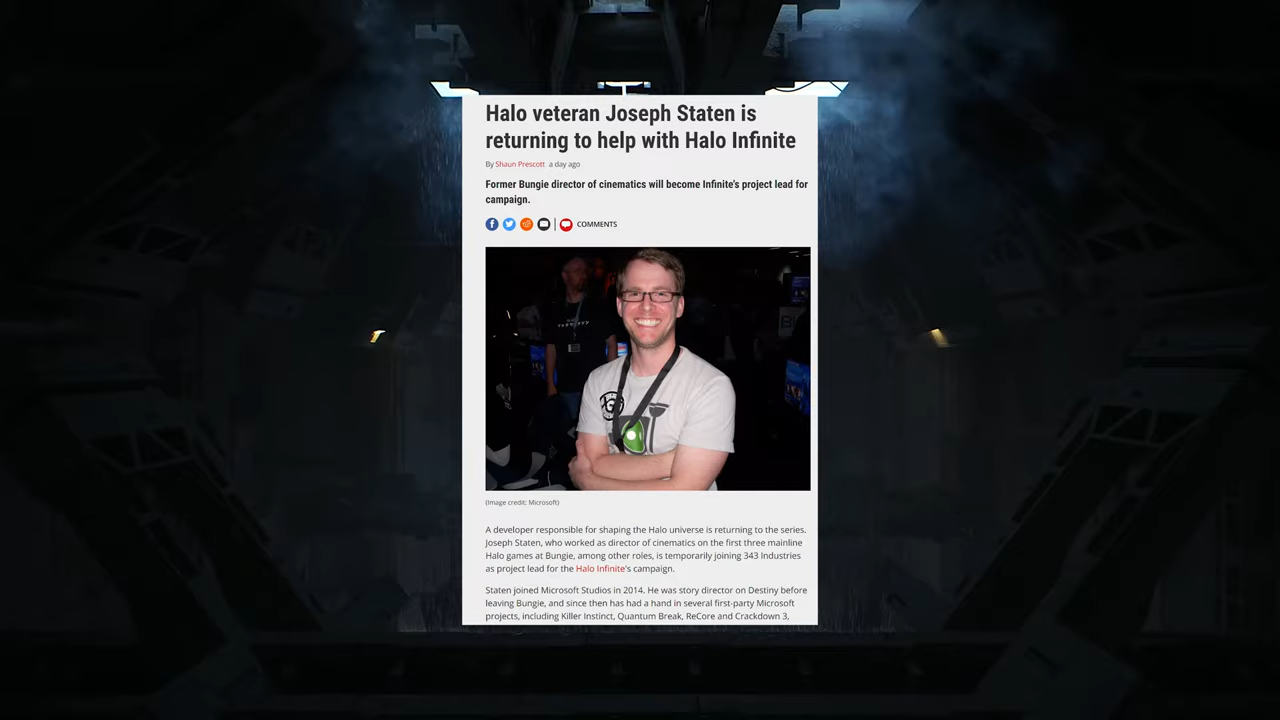 Halo veteran Joseph Staten is
returning to help with Halo Infinite
By Shaun Prescott a day ago
Former Bungie director of cinematics will become Infinite's project lead for
campaign.
COMMENTS
(Image credit: Microsoft)
A developer responsible for shaping the Halo universe is returning to the series.
Joseph Staten, who worked as director of cinematics on the first three mainline
Halo games at Bungie, among other roles, is temporarily joining 343 Industries
as project lead for the Halo Infinite's campaign.
Staten joined Microsoft Studios in 2014. He was story director on Destiny before
leaving Bungie, and since then has had a hand in several first-party Microsoft
projects, including Killer Instinct, Quantum Break, ReCore and Crackdown 3,